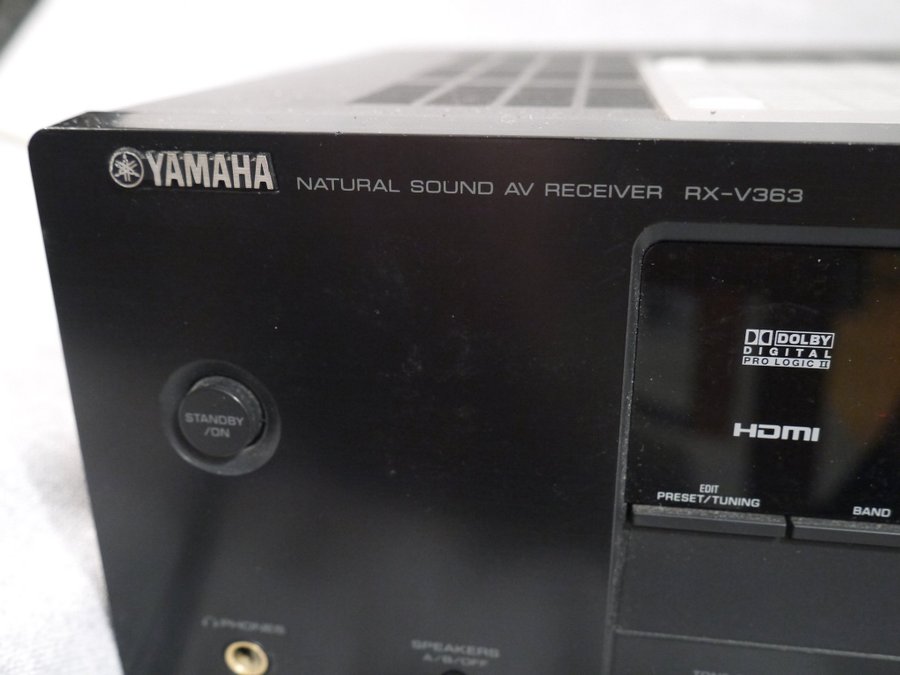 YAMAHA NATURAL SOUND AV RECEIVER RX-V363
DOLBY
DIGITAL
PRO LOGIC II
HDMI
STANDBY
/ON
EDIT
PRESET/TUNING
BAND
PHONES
SPEAKERS
A/B/OFF